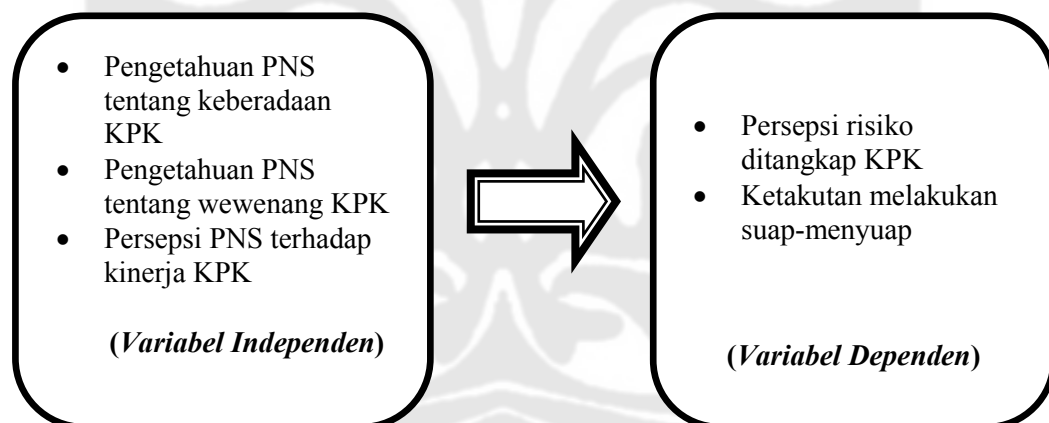 • Pengetahuan PNS
tentang keberadaan
KPK
• Pengetahuan PNS
tentang wewenang KPK
• Persepsi PNS terhadap
kinerja KPK
(Variabel Independen)
• Persepsi risiko
ditangkap KPK
• Ketakutan melakukan
suap-menyuap
(Variabel Dependen)